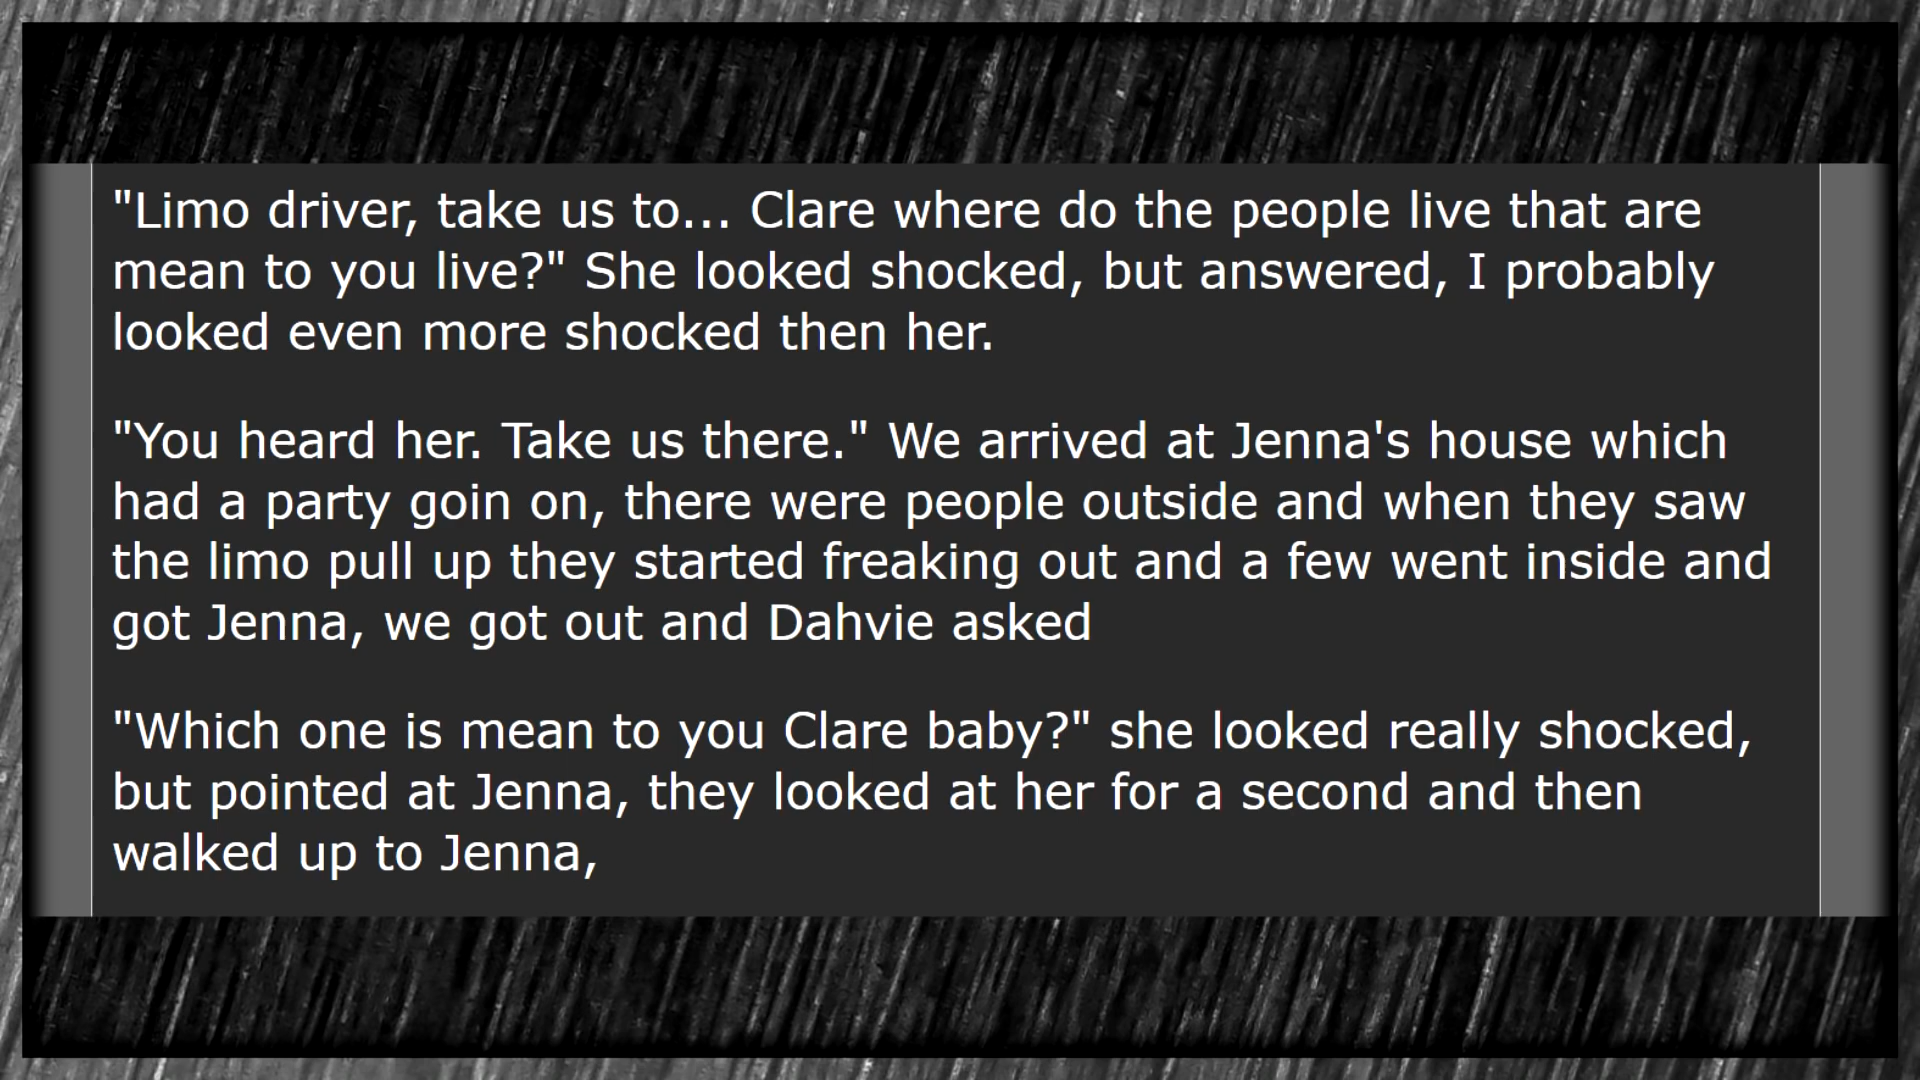 "Limo driver, take us to... Clare where do the people live that are
mean to you live?" She looked shocked, but answered, I probably
looked even more shocked then her.
"You heard her. Take us there." We arrived at Jenna's house which
had a party goin on, there were people outside and when they saw
the limo pull up they started freaking out and a few went inside and
got Jenna, we got out and Dahvie asked
"Which one is mean to you Clare baby?" she looked really shocked,
but pointed at Jenna, they looked at her for a second and then
walked up to Jenna,